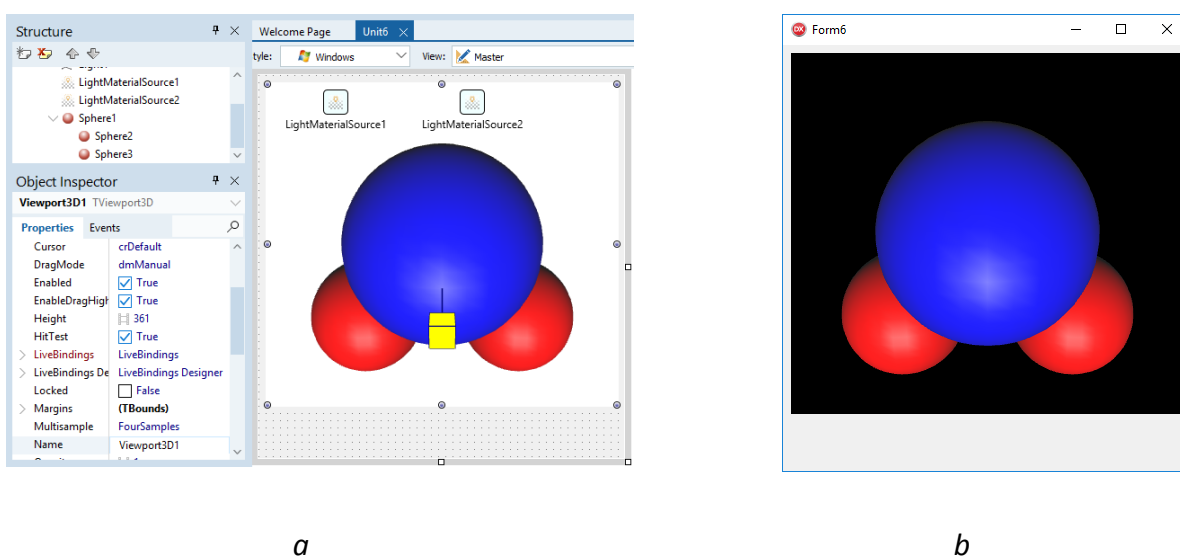 Structure
LightMaterialSource1
LightMaterialSource2
Sphere1
Sphere2
Sphere3
Object Inspector
Viewport3D1 TViewport3D
Properties Events
Cursor crDefault
DragMode dmManual
Enabled True
EnableDragHigh True
Height 361
HitTest True
LiveBindings LiveBindings
LiveBindings De LiveBindings Designer
Locked False
Margins (TBounds)
Multisample FourSamples
Name Viewport3D1
Welcome Page Unit6
tyle: Windows View: Master
LightMaterialSource1 LightMaterialSource2
DX Form6
a b